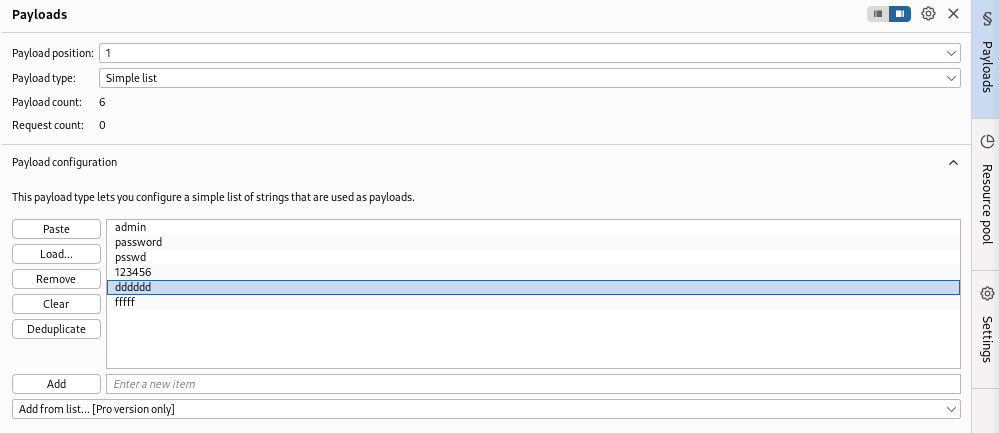 Payloads
Payload position: 1
Payload type: Simple list
Payload count: 6
Request count: 0
Payload configuration
This payload type lets you configure a simple list of strings that are used as payloads.
Paste
Load...
Remove
Clear
Deduplicate
admin
password
psswd
123456
dddddd
fffff
Add
Enter a new item
Add from list... [Pro version only]
Payloads
Resource pool
Settings